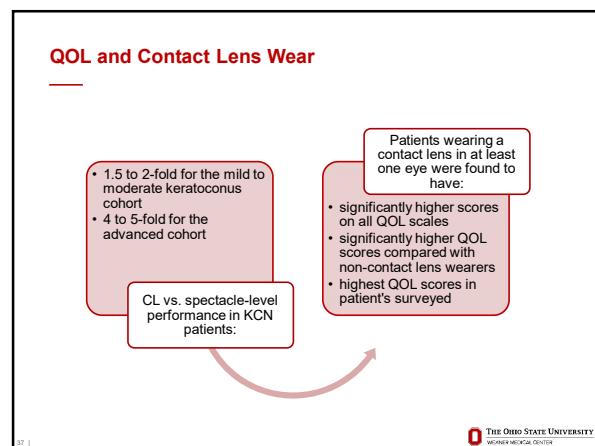 QOL and Contact Lens Wear
• 1.5 to 2-fold for the mild to
moderate keratoconus
cohort
• 4 to 5-fold for the
advanced cohort
CL vs. spectacle-level
performance in KCN
patients:
Patients wearing a
contact lens in at least
one eye were found to
have:
• significantly higher scores
on all QOL scales
• significantly higher QOL
scores compared with
non-contact lens wearers
• highest QOL scores in
patient's surveyed
37 |
THE OHIO STATE UNIVERSITY
WEXNER MEDICAL CENTER